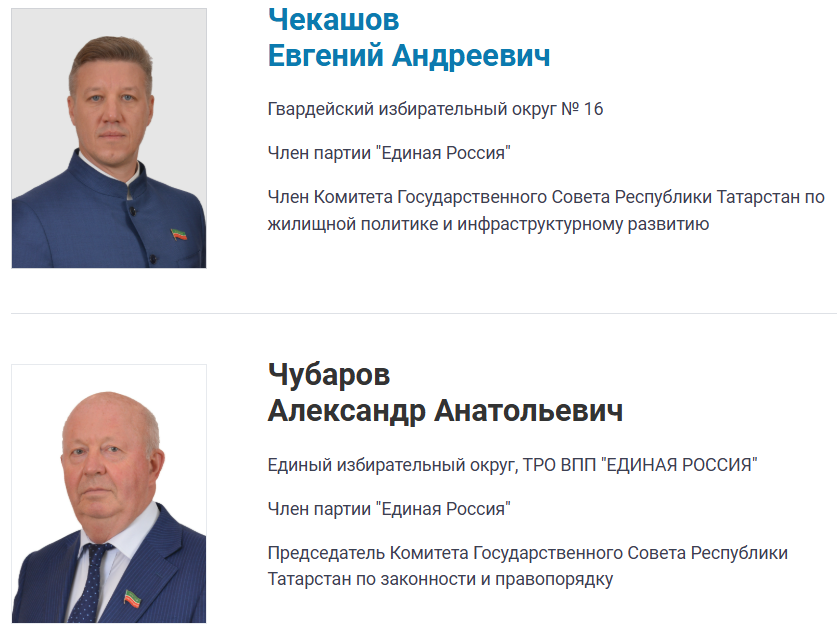 Чекашов
Евгений Андреевич
Гвардейский избирательный округ № 16
Член партии "Единая Россия"
Член Комитета Государственного Совета Республики Татарстан по
жилищной политике и инфраструктурному развитию
Чубаров
Александр Анатольевич
Единый избирательный округ, ТРО ВПП "ЕДИНАЯ РОССИЯ"
Член партии "Единая Россия"
Председатель Комитета Государственного Совета Республики
Татарстан по законности и правопорядку